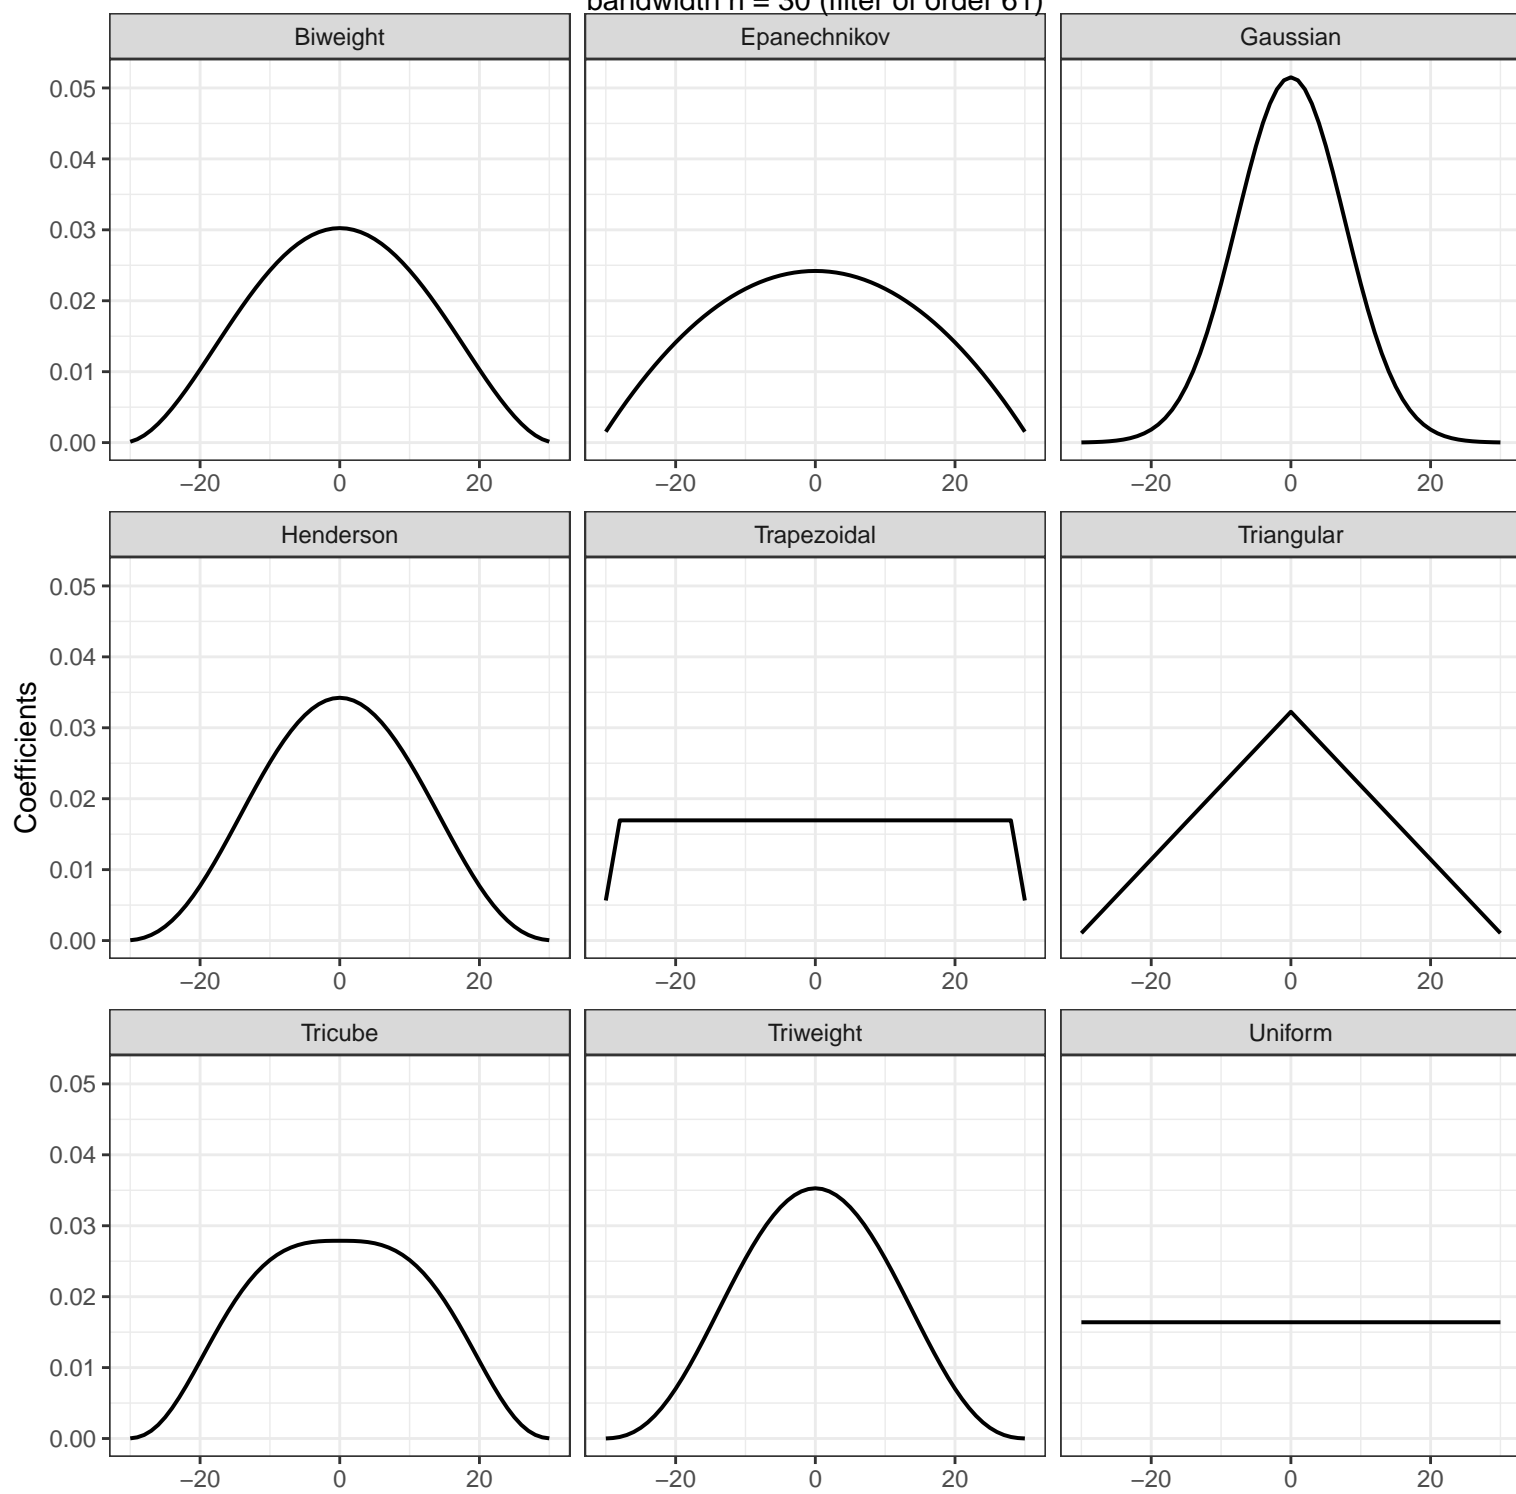 bandwidth h = 30 (filter of order 61)
Biweight Epanechnikov Gaussian
0.05
0.04
0.03
0.02
0.01
0.00
−20 0 20 −20 0 20 −20 0 20
Henderson Trapezoidal Triangular
0.05
0.04
0.03
0.02
0.01
0.00
−20 0 20 −20 0 20 −20 0 20
Coefficients
Tricube Triweight Uniform
0.05
0.04
0.03
0.02
0.01
0.00
−20 0 20 −20 0 20 −20 0 20